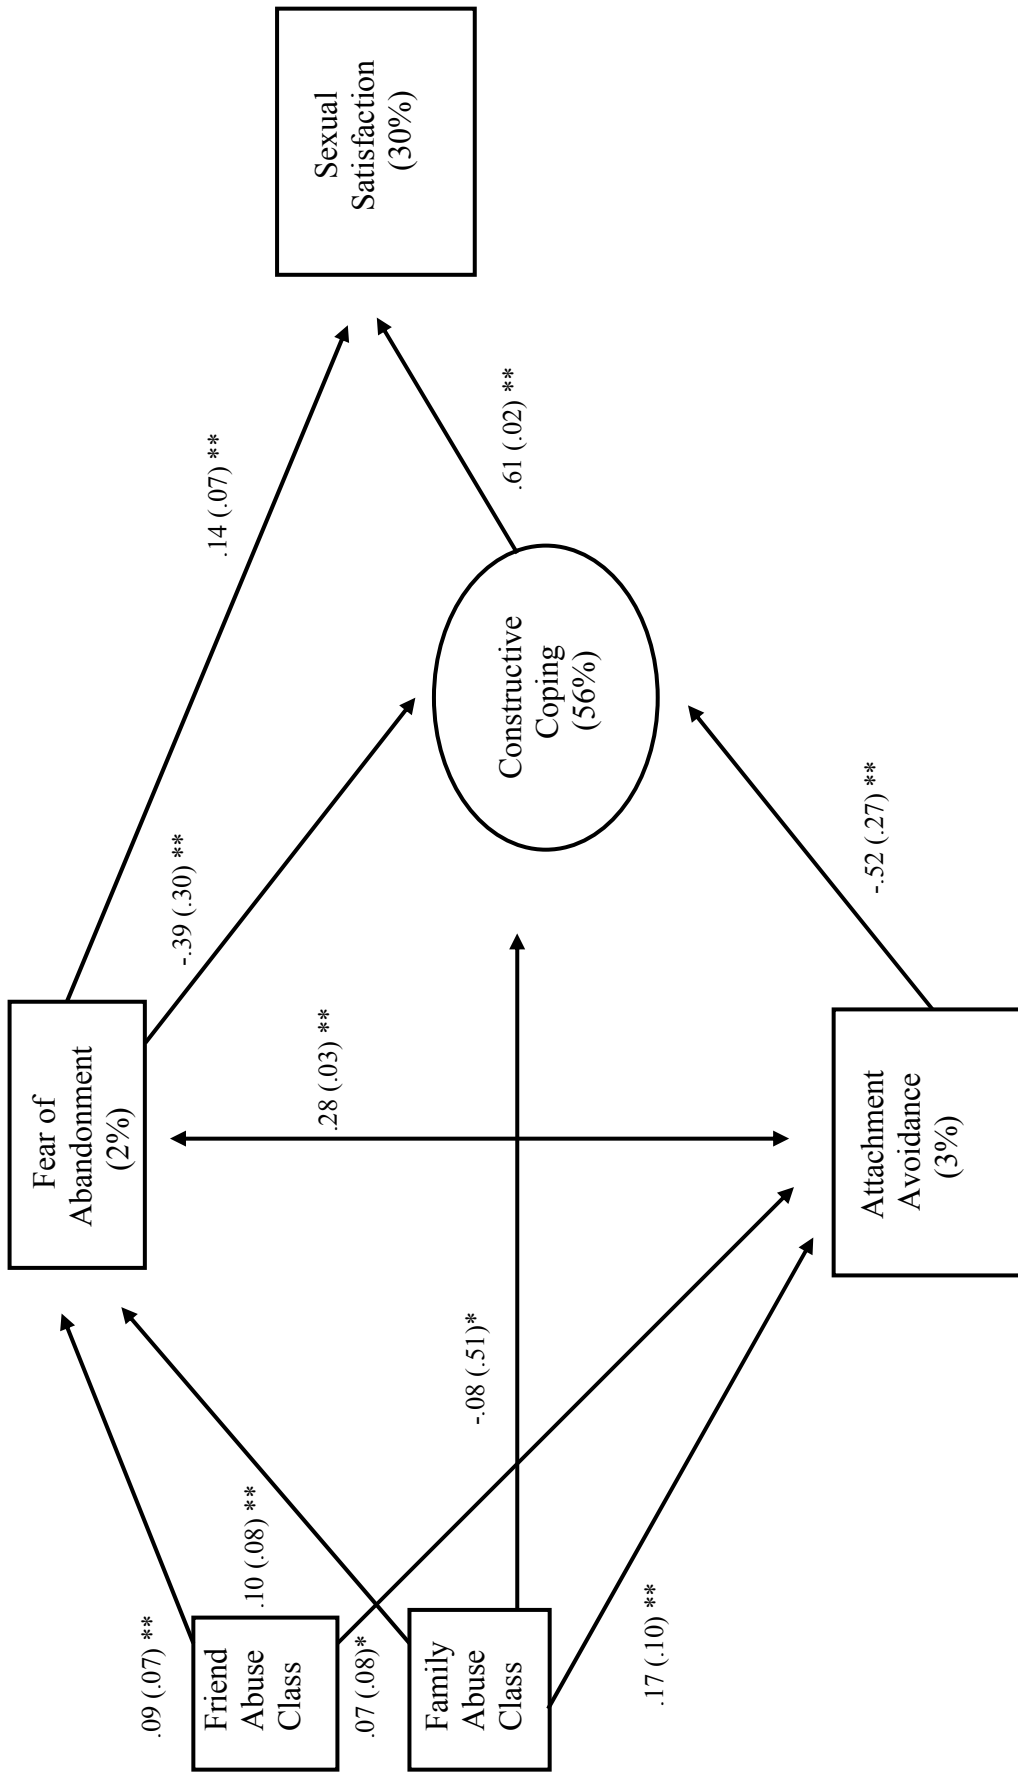 Fear of
Abandonment
(2%)
Sexual
Satisfaction
(30%)
.14 (.07) **
-.39 (.30) **
.09 (.07) **
Friend
Abuse
Class
.10 (.08) **
.28 (.03) **
.07 (.08)*
Family
Abuse
Class
-.08 (.51)*
Constructive
Coping
(56%)
.61 (.02) **
.17 (.10) **
-.52 (.27) **
Attachment
Avoidance
(3%)